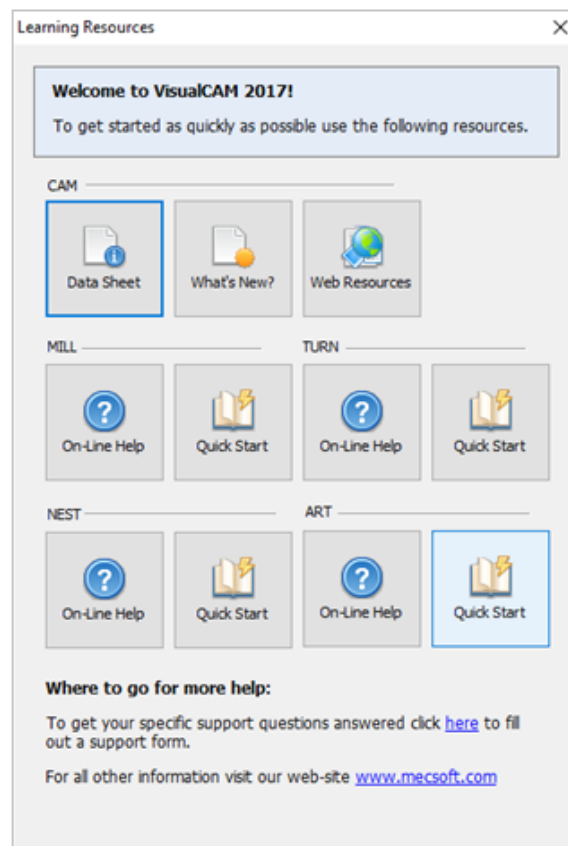 Learning Resources
Welcome to VisualCAM 2017!
To get started as quickly as possible use the following resources.
CAM
Data Sheet
What's New?
Web Resources
MILL
On-Line Help
Quick Start
TURN
On-Line Help
Quick Start
NEST
On-Line Help
Quick Start
ART
On-Line Help
Quick Start
Where to go for more help:
To get your specific support questions answered click here to fill
out a support form.
For all other information visit our web-site www.mecsoft.com